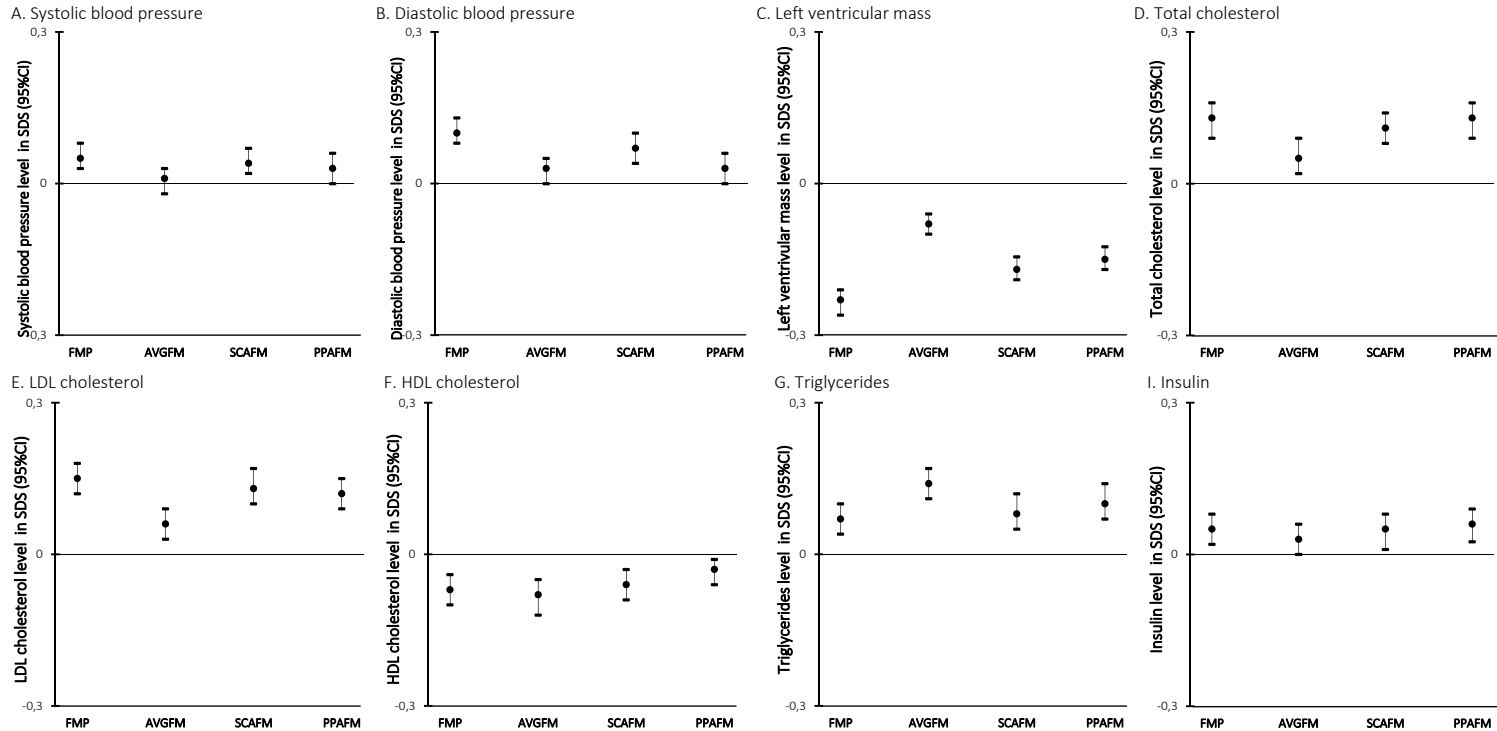 A. Systolic blood pressure
B. Diastolic blood pressure
C. Left ventricular mass
D. Total cholesterol
0,3
0
-0,3
Systolic blood pressure level in SDS (95%CI)
FMP AVGFM SCAFM PPAFM
0,3
0
-0,3
Diastolic blood pressure level in SDS (95%CI)
FMP AVGFM SCAFM PPAFM
0,3
0
-0,3
Left ventrivular mass level in SDS (95%CI)
FMP AVGFM SCAFM PPAFM
0,3
0
-0,3
Total cholesterol level in SDS (95%CI)
FMP AVGFM SCAFM PPAFM
E. LDL cholesterol
F. HDL cholesterol
G. Triglycerides
I. Insulin
0,3
0
-0,3
LDL cholesterol level in SDS (95%CI)
FMP AVGFM SCAFM PPAFM
0,3
0
-0,3
HDL cholesterol level in SDS (95%CI)
FMP AVGFM SCAFM PPAFM
0,3
0
-0,3
Triglycerides level in SDS (95%CI)
FMP AVGFM SCAFM PPAFM
0,3
0
-0,3
Insulin level in SDS (95%CI)
FMP AVGFM SCAFM PPAFM